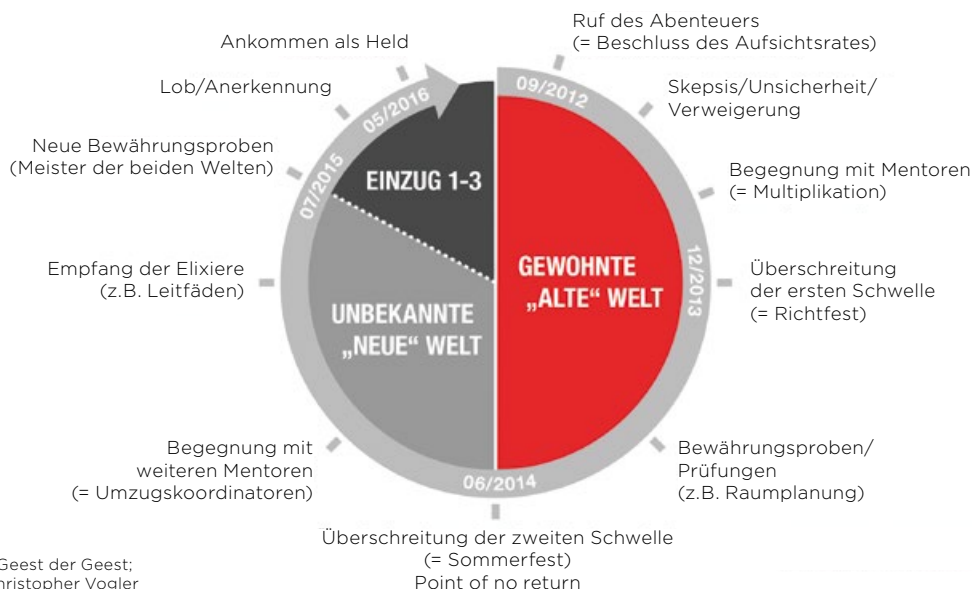 Ruf des Abenteuers
(= Beschluss des Aufsichtsrates)
Skepsis/Unsicherheit/
Verweigerung
Begegnung mit Mentoren
(= Multiplikation)
Überschreitung
der ersten Schwelle
(= Richtfest)
Bewährungsproben/
Prüfungen
(z.B. Raumplanung)
Überschreitung der zweiten Schwelle
(= Sommerfest)
Point of no return
Begegnung mit
weiteren Mentoren
(= Umzugskoordinatoren)
Empfang der Elixiere
(z.B. Leitfäden)
Neue Bewährungsproben
(Meister der beiden Welten)
Lob/Anerkennung
Ankommen als Held
09/2012
12/2013
06/2014
07/2015
05/2016
GEWOHNTE
„ALTE“ WELT
UNBEKANNTE
„NEUE“ WELT
EINZUG 1-3
Geest der Geest;
hristopher Vogler